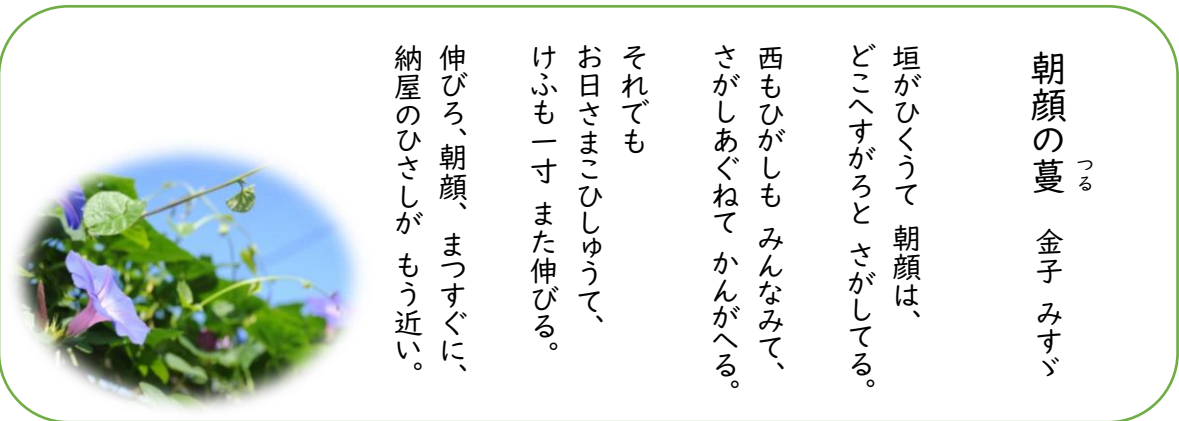 朝顔の蔓 金子 みすゞ
つる
垣がひくうて 朝顔は、
どこへすがろと さがしてる。
西もひがしも みんなみて、
さがしあぐねて かんがへる。
それでも
お日さまこひしゅうて、
けふも一寸 また伸びる。
伸びろ、朝顔、まつすぐに、
納屋のひさしが もう近い。